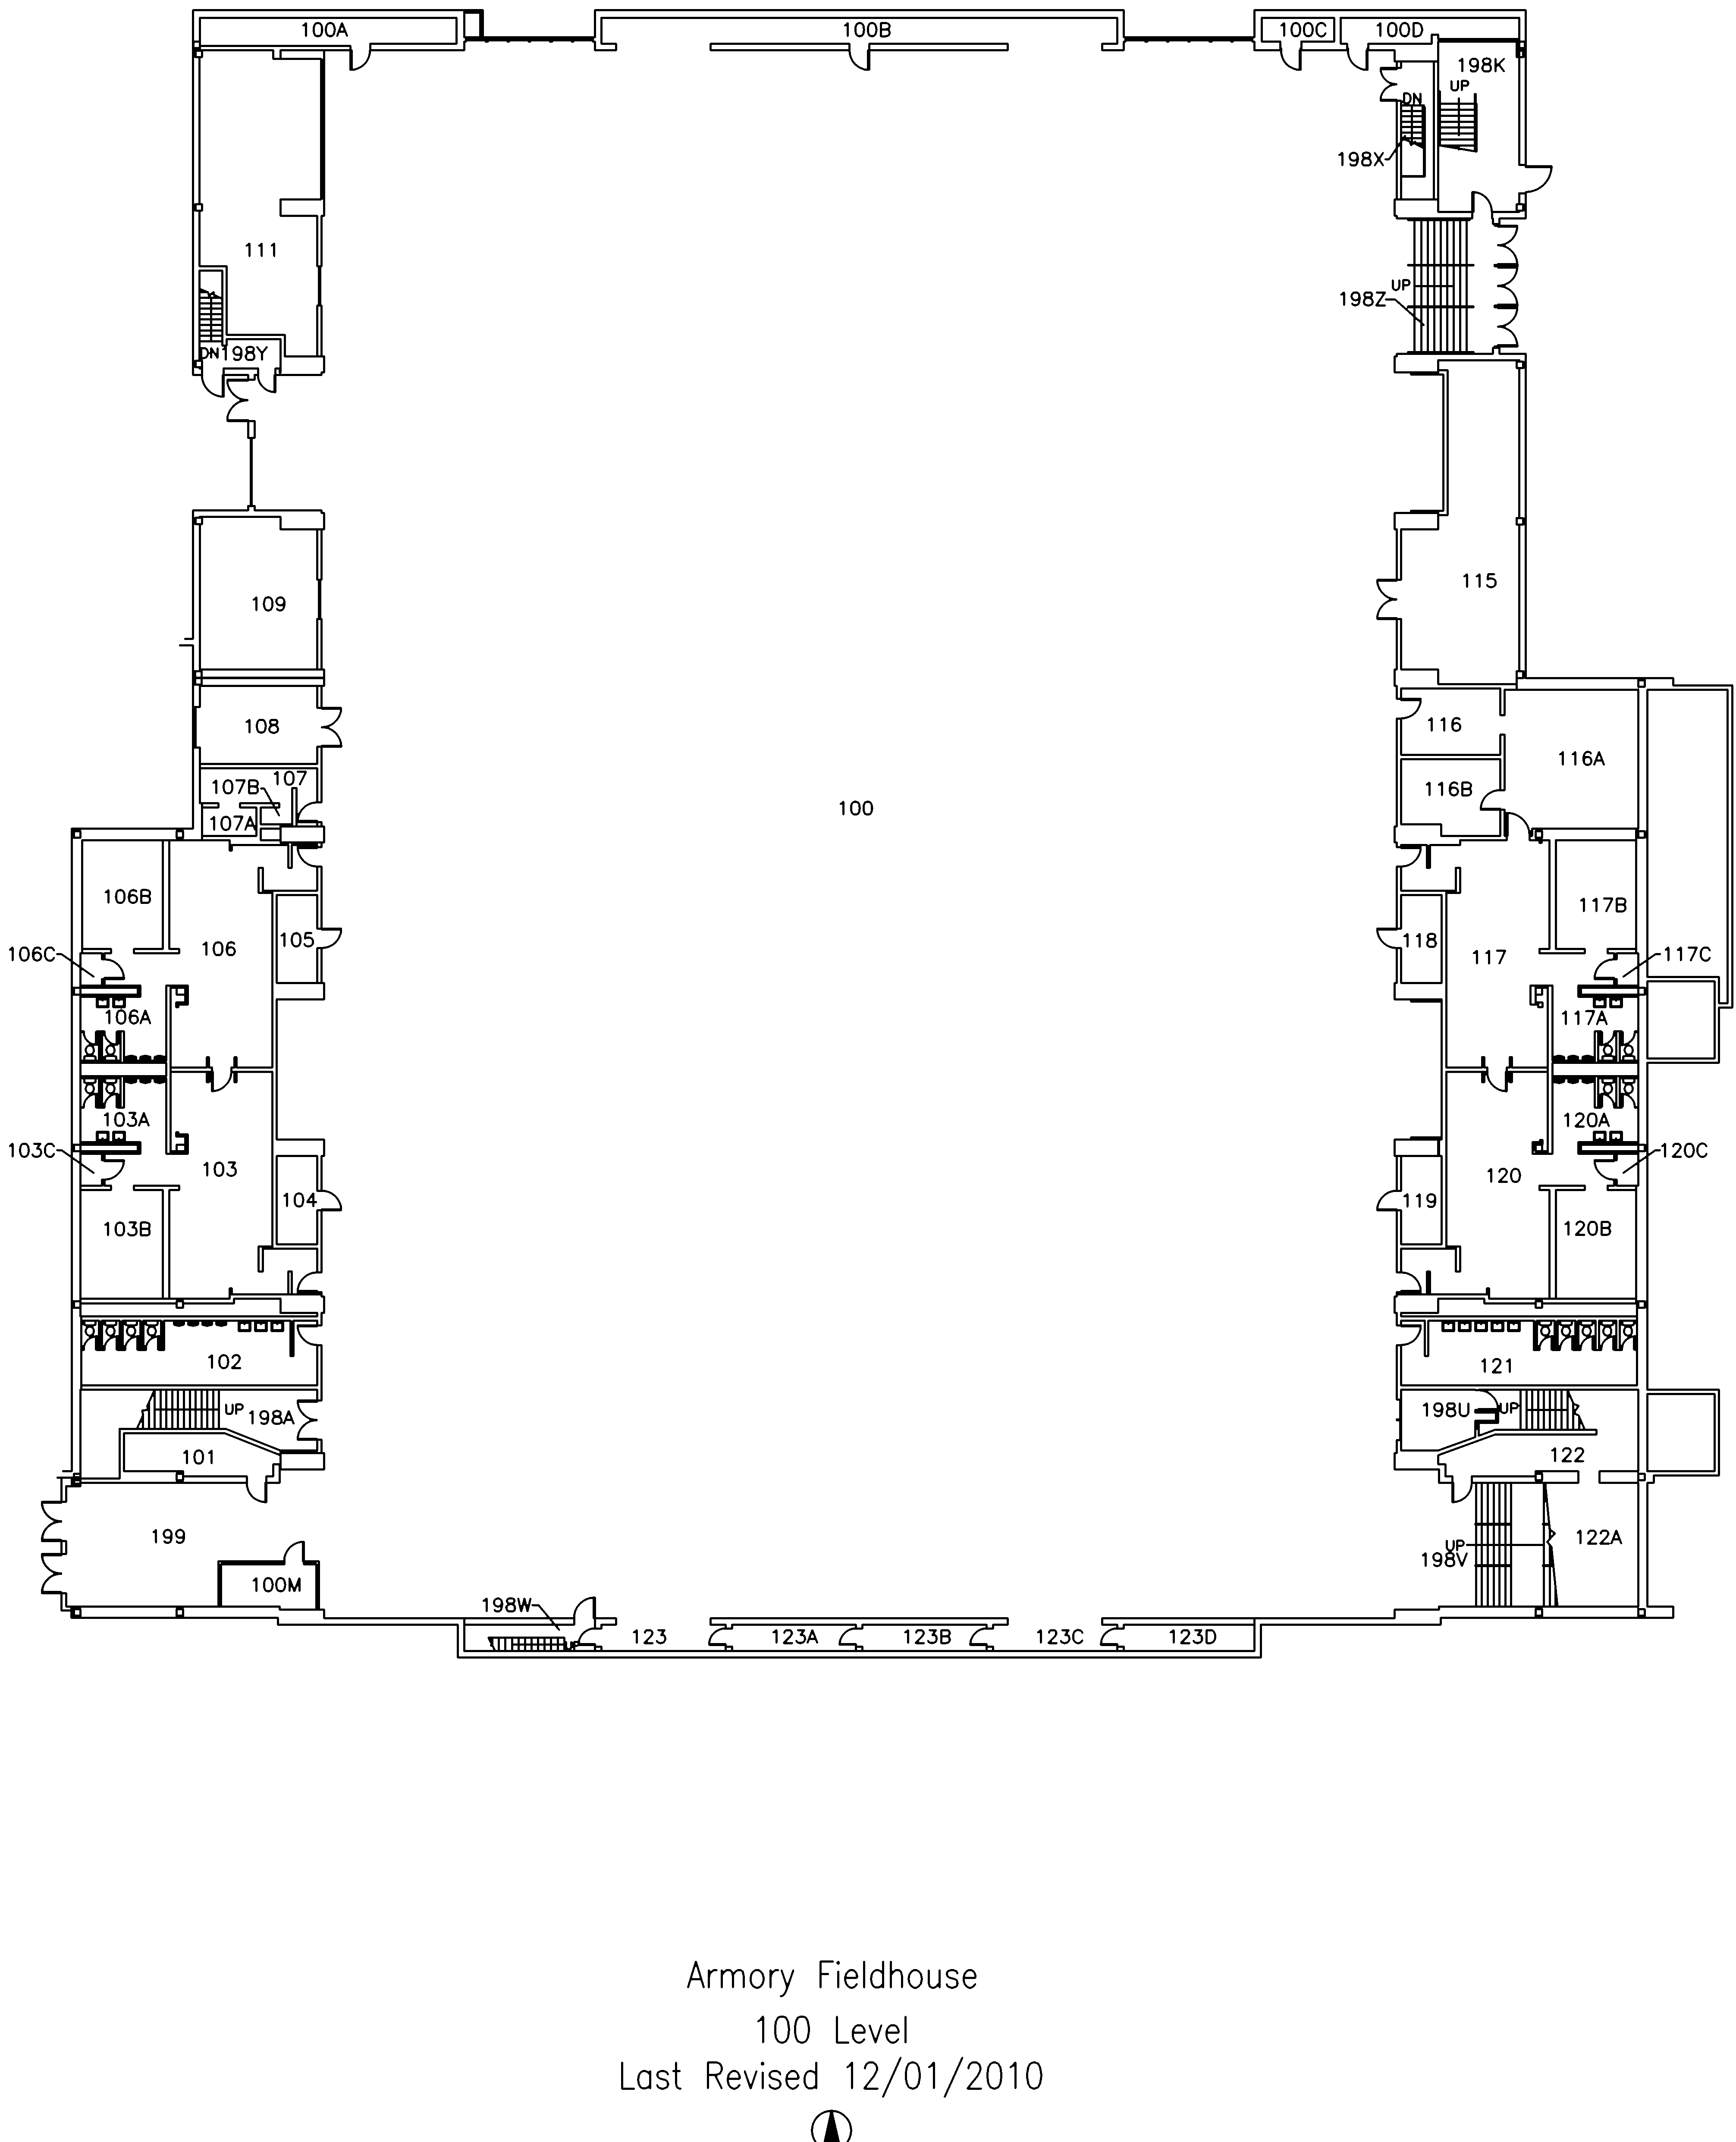 100A
100B
100C
100D
198K
UP
DN
198X
111
UP
198Z
DN
198Y
109
115
108
116
116A
107
107B
116B
107A
100
106B
117B
106
105
118
117
106C
117C
106A
117A
103A
120A
103C
120C
103
120
104
119
103B
120B
102
121
UP
198A
198U
UP
101
122
199
122A
UP
198V
100M
198W
UP
123
123A
123B
123C
123D
Armory Fieldhouse
100 Level
Last Revised 12/01/2010